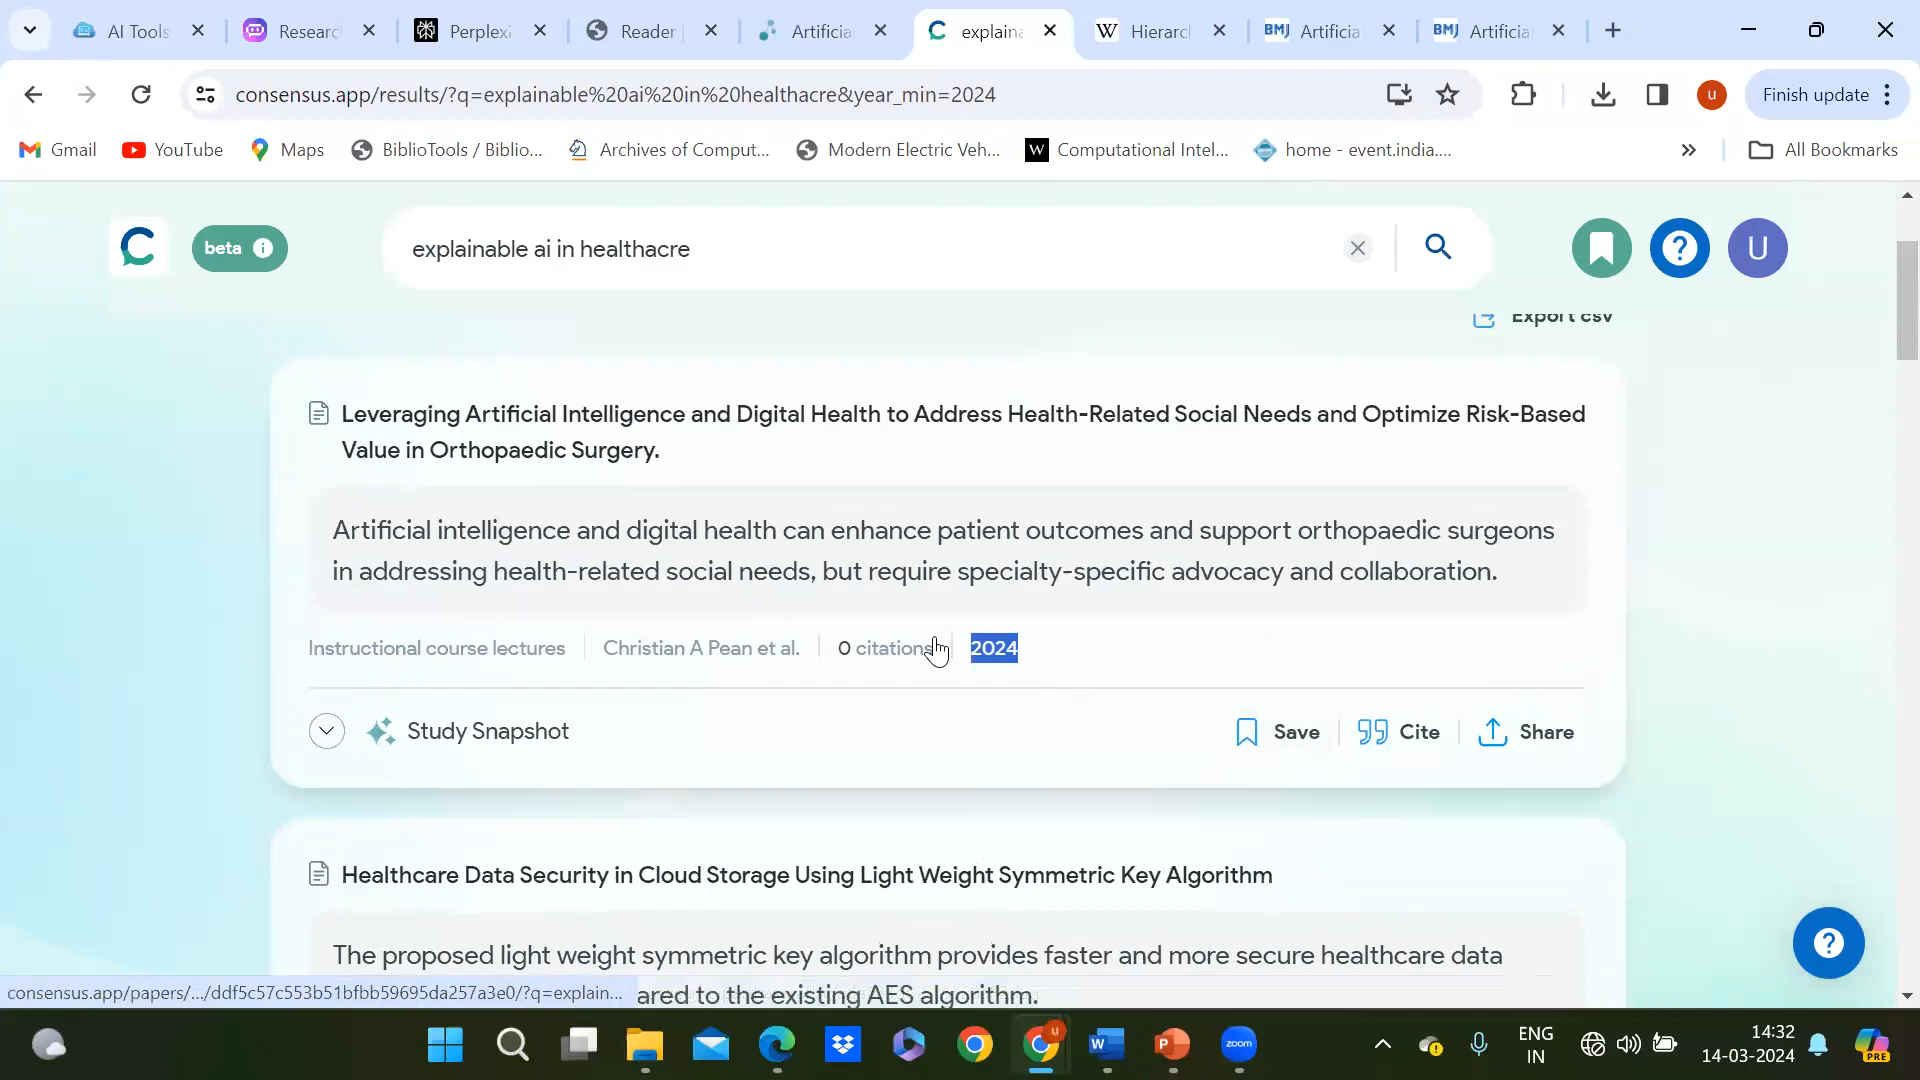 AI Tools
Researc
Perplexi
Reader
Artificia
explaina
W Hierarc
BMJ Artificia
BMJ Artificia
consensus.app/results/?q=explainable%20ai%20in%20healthacre&year_min=2024
u
Finish update
Gmail
YouTube
Maps
BiblioTools / Biblio...
Archives of Comput...
Modern Electric Veh...
W Computational Intel...
home - event.india....
»
All Bookmarks
beta
explainable ai in healthacre
U
Export csv
Leveraging Artificial Intelligence and Digital Health to Address Health-Related Social Needs and Optimize Risk-Based
Value in Orthopaedic Surgery.
Artificial intelligence and digital health can enhance patient outcomes and support orthopaedic surgeons
in addressing health-related social needs, but require specialty-specific advocacy and collaboration.
Instructional course lectures
Christian A Pean et al.
0 citations
2024
Study Snapshot
Save
Cite
Share
Healthcare Data Security in Cloud Storage Using Light Weight Symmetric Key Algorithm
The proposed light weight symmetric key algorithm provides faster and more secure healthcare data
ared to the existing AES algorithm.
consensus.app/papers/.../ddf5c57c553b51bfbb59695da257a3e0/?q=explain...
zoom
ENG
IN
14:32
14-03-2024
PRE